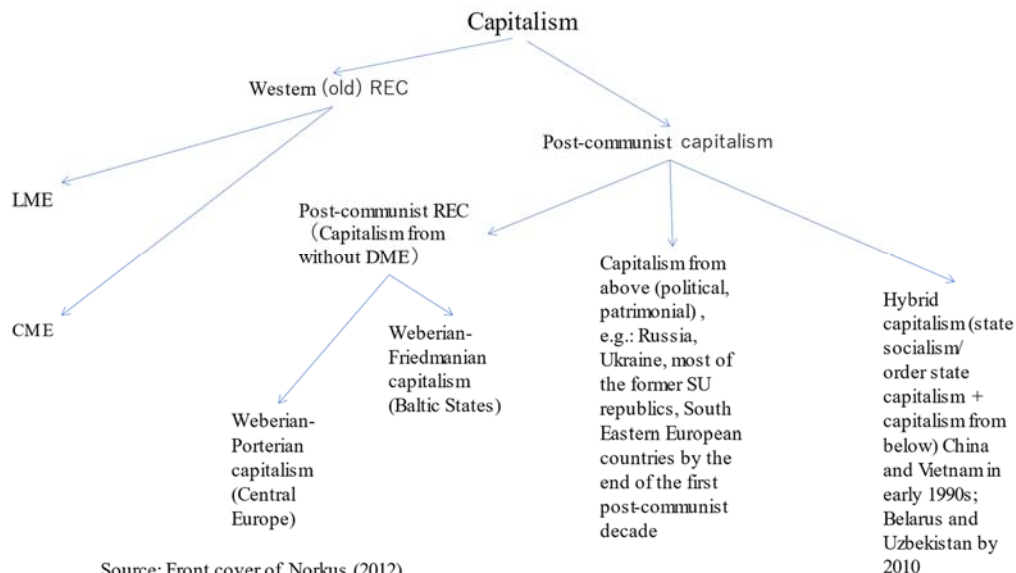 Capitalism
Western (old) REC
Post-communist capitalism
LME
Post-communist REC
（Capitalism from
without DME）
CME
Weberian-
Friedmanian
capitalism
(Baltic States)
Weberian-
Porterian
capitalism
(Central
Europe)
Capitalism from
above (political,
patrimonial) ,
e.g.: Russia,
Ukraine, most of
the former SU
republics, South
Eastern European
countries by the
end of the first
post-communist
decade
Hybrid
capitalism (state
socialism/
order state
capitalism +
capitalism from
below) China
and Vietnam in
early 1990s;
Belarus and
Uzbekistan by
2010
Source: Front cover of Norkus (2012)